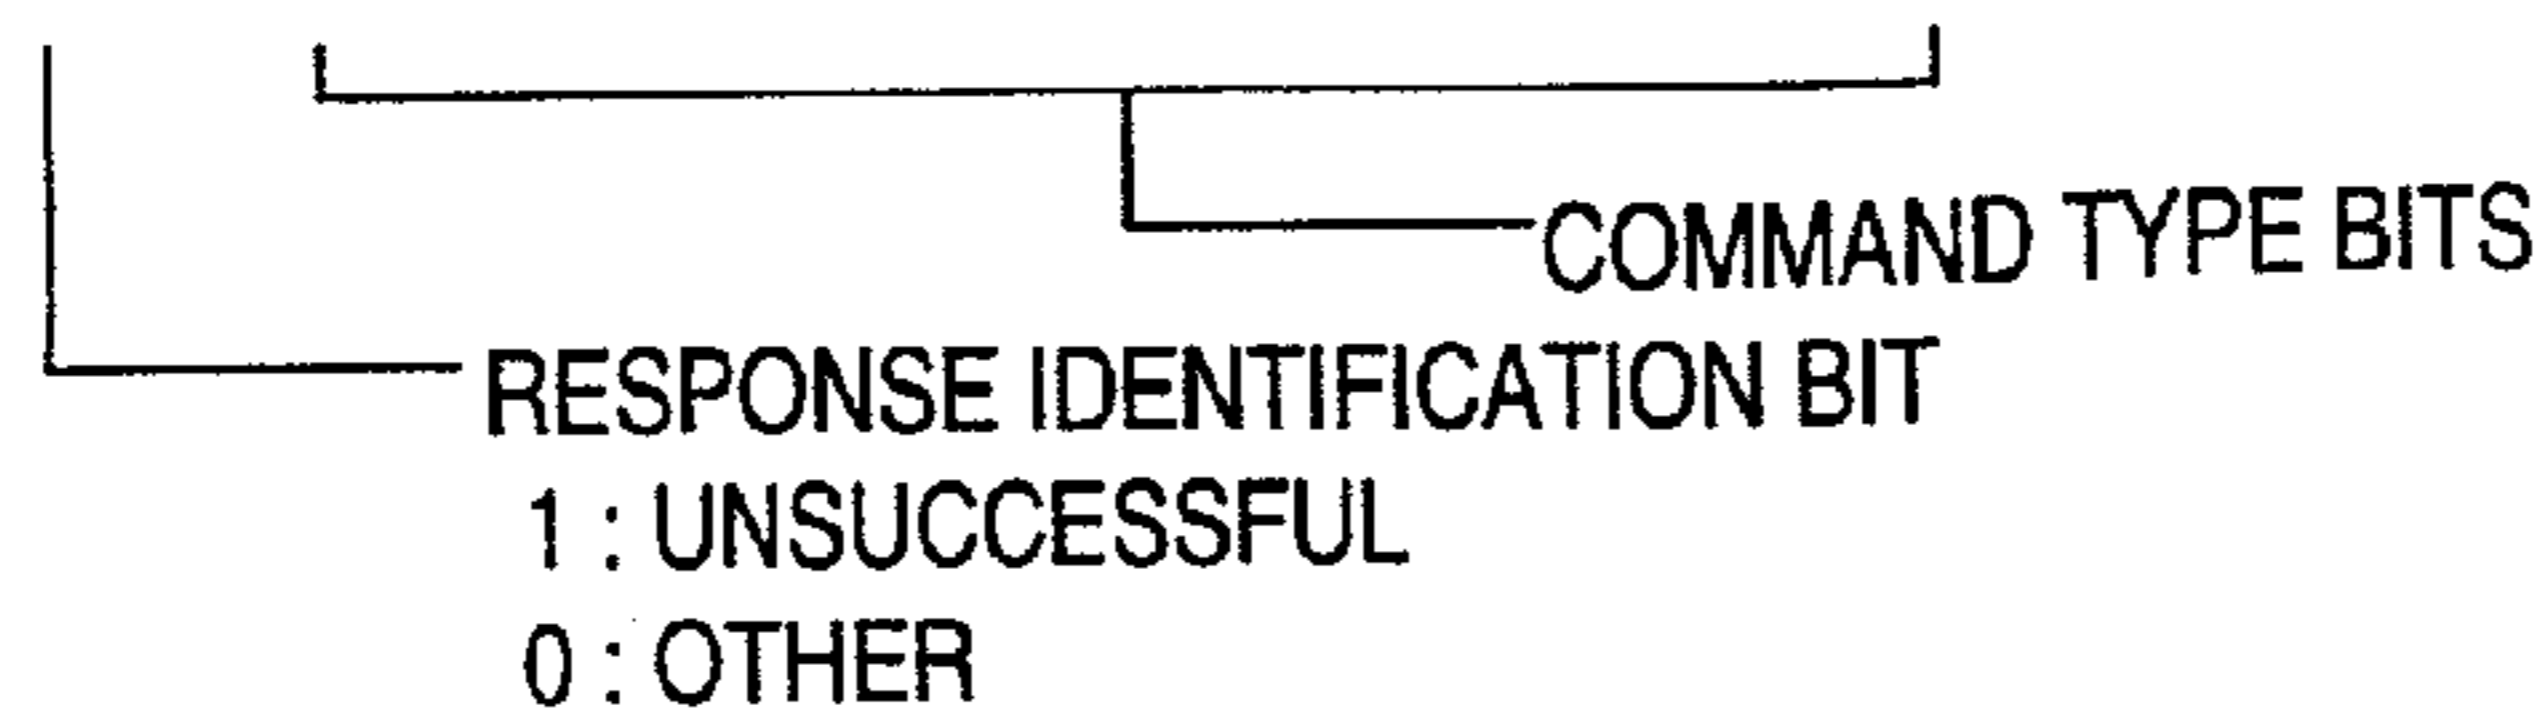 COMMAND TYPE BITS
RESPONSE IDENTIFICATION BIT
1 : UNSUCCESSFUL
0 : OTHER